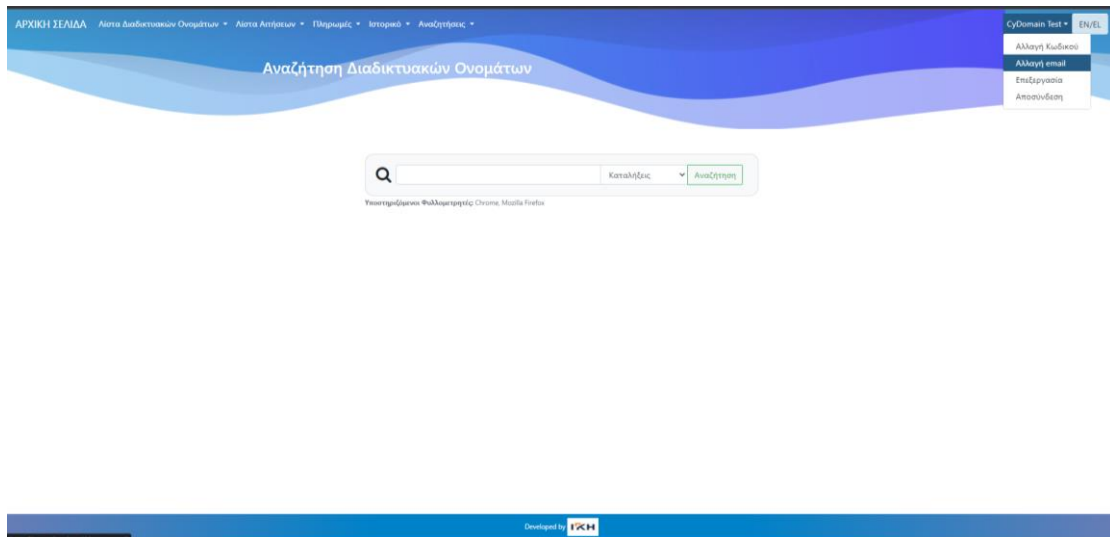 ΑΡΧΙΚΗ ΣΕΛΙΔΑ Λίστα Διαδικτυακών Ονομάτων Λίστα Αιτήσεων Πληρωμές Ιστορικό Αναζητήσεις CyDomain Test EN/EL
Αλλαγή Κωδικού
Αλλαγή email
Επεξεργασία
Αποσύνδεση
Αναζήτηση Διαδικτυακών Ονομάτων
Καταλήξεις Αναζήτηση
Υποστηριζόμενοι Φυλλομετρητές: Chrome, Mozilla Firefox
Developed by